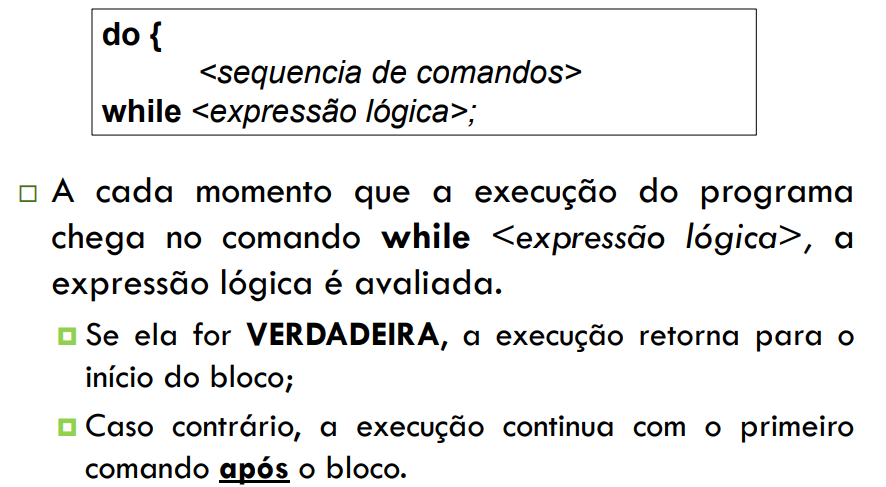 do {
<sequencia de comandos>
while <expressão lógica>;
A cada momento que a execução do programa
chega no comando while <expressão lógica>, a
expressão lógica é avaliada.
Se ela for VERDADEIRA, a execução retorna para o
início do bloco;
Caso contrário, a execução continua com o primeiro
comando após o bloco.